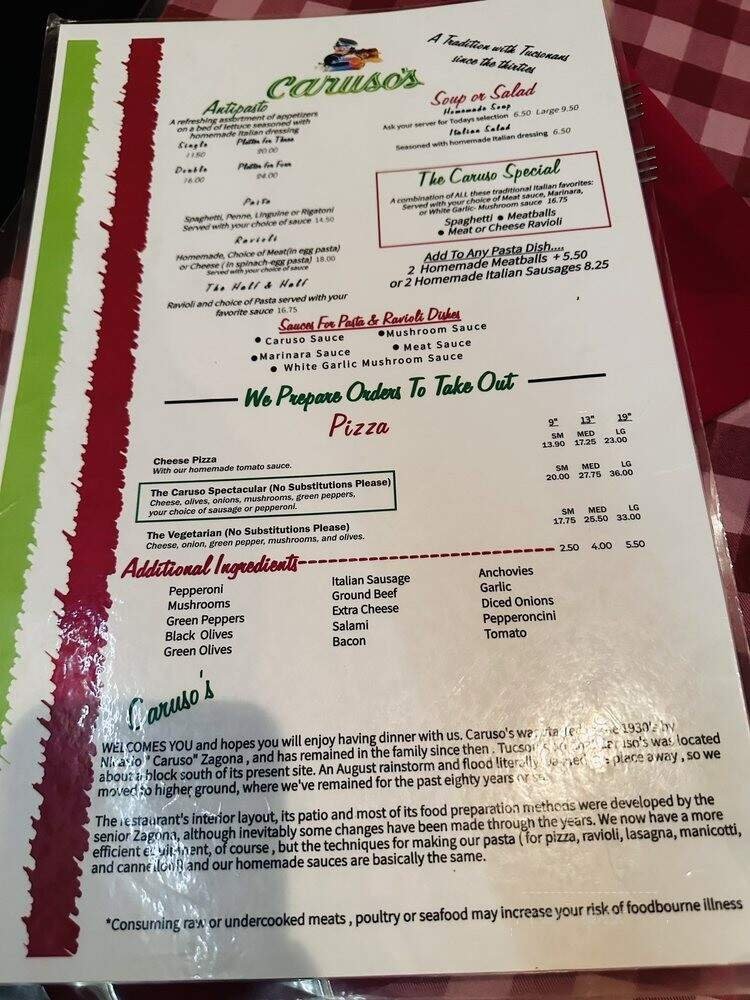 A Tradition with Tucsonans
since the thirties
CARUSO'S
Antipasto
A refreshing assortment of appetizers
on a bed of lettuce seasoned with
homemade Italian dressing
Single Platter For Three
11.50 20.00
Double Platter For Four
16.00 24.00
Soup or Salad
Homemade Soup
Ask your server for Todays selection 6.50 Large 9.50
Italian Salad
Seasoned with homemade Italian dressing 6.50
Pasta
Spaghetti, Penne, Linguine or Rigatoni
Served with your choice of sauce 14.50
Ravioli
Homemade, Choice of Meat(in egg pasta)
or Cheese ( in spinach-egg pasta) 18.00
Served with your choice of sauce
The Half & Half
Ravioli and choice of Pasta served with your
favorite sauce 16.75
The Caruso Special
A combination of ALL these traditional Italian favorites:
Served with your choice of Meat sauce, Marinara,
or White Garlic- Mushroom sauce 16.75
Spaghetti • Meatballs
• Meat or Cheese Ravioli
Add To Any Pasta Dish....
2 Homemade Meatballs + 5.50
or 2 Homemade Italian Sausages 8.25
Sauces For Pasta & Ravioli Dishes
• Caruso Sauce • Mushroom Sauce
• Marinara Sauce • Meat Sauce
• White Garlic Mushroom Sauce
We Prepare Orders To Take Out
Pizza
9" 13" 19"
SM MED LG
13.90 17.25 23.00
Cheese Pizza
With our homemade tomato sauce.
SM MED LG
20.00 27.75 36.00
The Caruso Spectacular (No Substitutions Please)
Cheese, olives, onions, mushrooms, green peppers,
your choice of sausage or pepperoni.
SM MED LG
17.75 25.50 33.00
The Vegetarian (No Substitutions Please)
Cheese, onion, green pepper, mushrooms, and olives.
Additional Ingredients 2.50 4.00 5.50
Pepperoni
Mushrooms
Green Peppers
Black Olives
Green Olives
Italian Sausage
Ground Beef
Extra Cheese
Salami
Bacon
Anchovies
Garlic
Diced Onions
Pepperoncini
Tomato
Caruso's
WELCOMES YOU and hopes you will enjoy having dinner with us. Caruso's was 1930's by
"Caruso" Zagona , and has remained in the family since then . was located
about a block south of its present site. An August rainstorm and flood place away , so we
moved to higher ground, where we've remained for the past eighty years or
The restaurant's interior layout, its patio and most of its food preparation methods were developed by the
senior Zagona, although inevitably some changes have been made through the years. We now have a more
efficient equipment, of course , but the techniques for making our pasta ( for pizza, ravioli, lasagna, manicotti,
and cannelloni) and our homemade sauces are basically the same.
*Consuming raw or undercooked meats , poultry or seafood may increase your risk of foodbourne illness